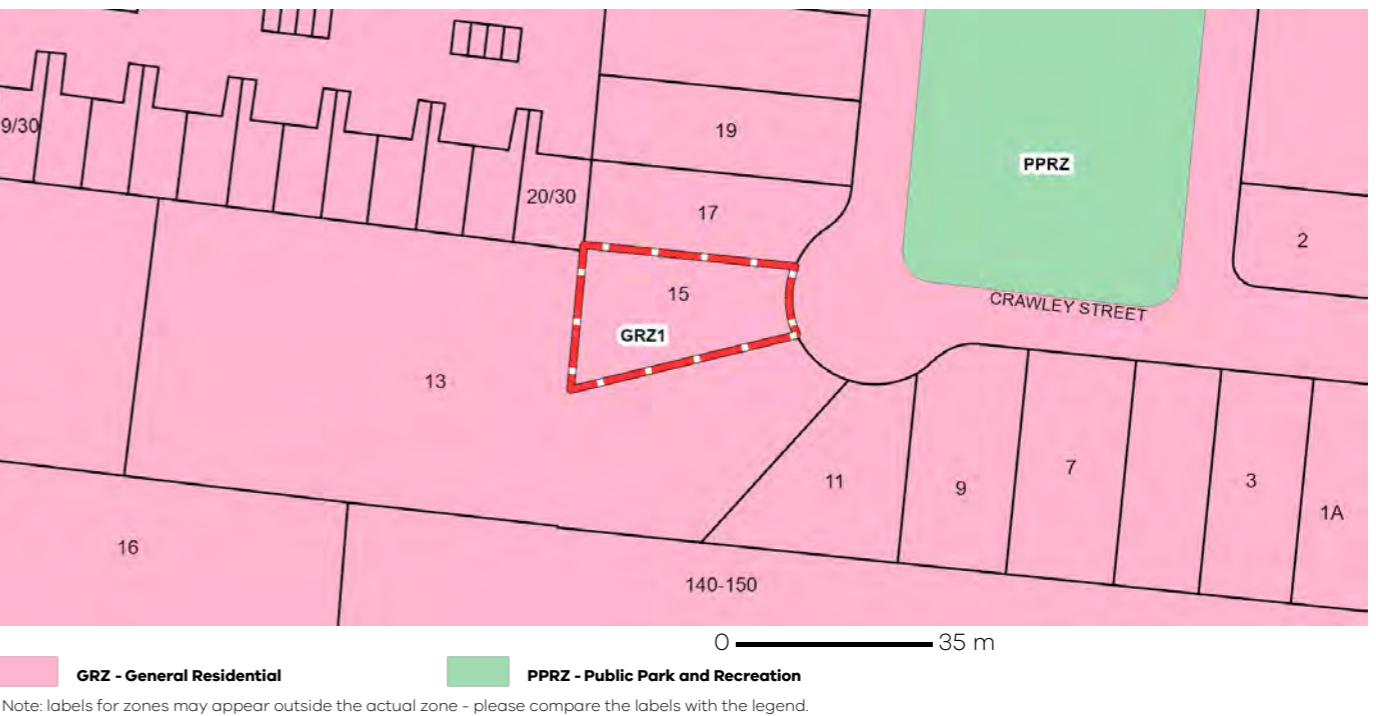 9/30
19
PPRZ
20/30
17
2
15
CRAWLEY STREET
GRZ1
13
7
11
9
3
1A
16
140-150
0 35 m
GRZ - General Residential
PPRZ - Public Park and Recreation
Note: labels for zones may appear outside the actual zone - please compare the labels with the legend.